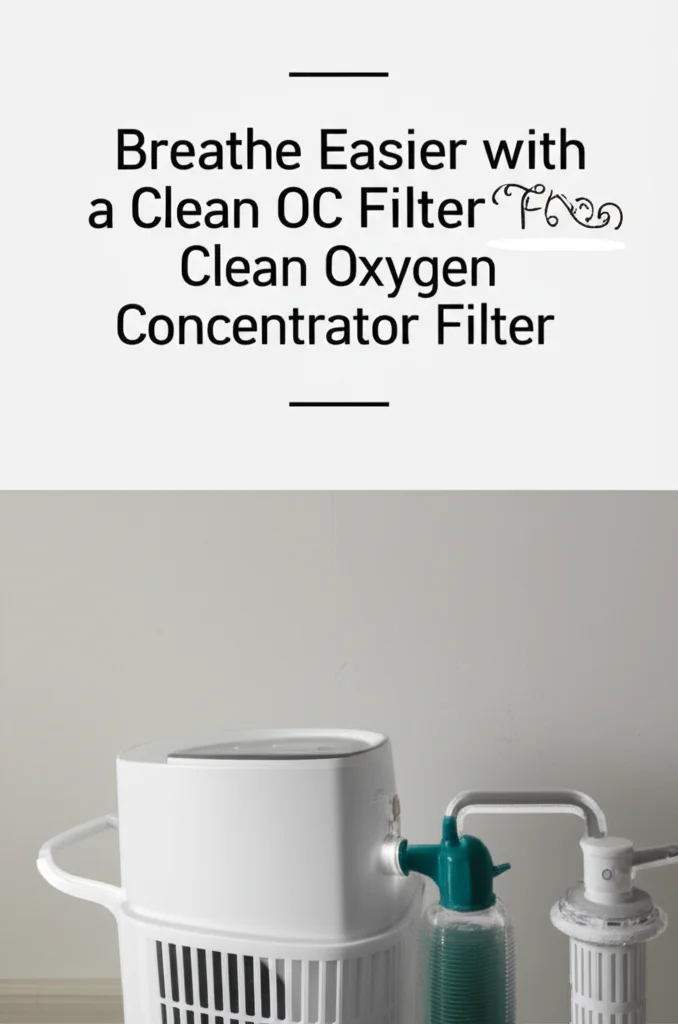 Breathe Easier with
a Clean OC Filter
Clean Oxygen
Concentrator Filter